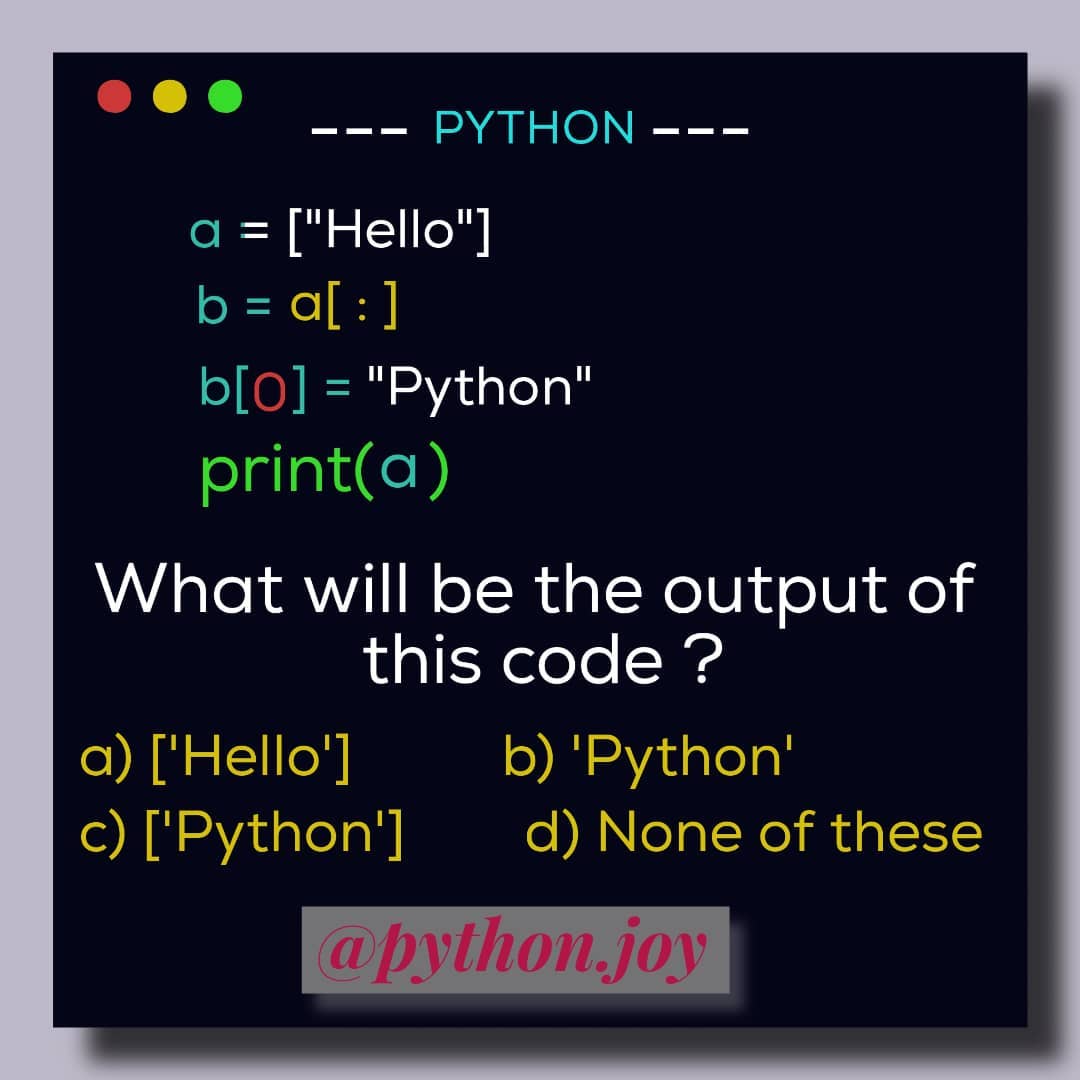 --- PYTHON ---
a = ["Hello"]
b = a[ : ]
b[0] = "Python"
print(a)
What will be the output of
this code ?
a) ['Hello'] b) 'Python'
c) ['Python'] d) None of these
@python.joy